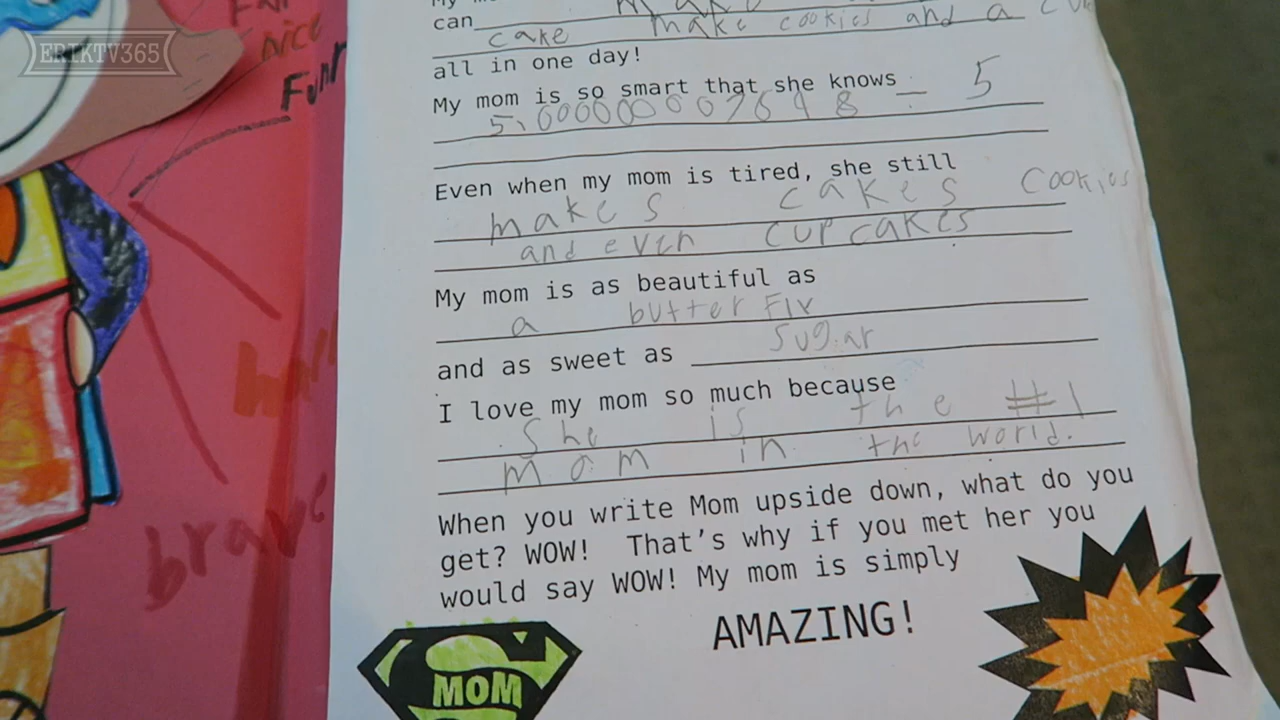 ERIKTV365
nice
Funn
brave
can
cake make cookies and a
all in one day!
My mom is so smart that she knows 5
Even when my mom is tired, she still
makes cakes cookies
and even cupcakes
My mom is as beautiful as
a butterFly
and as sweet as sugar
I love my mom so much because
She is the #1
mom in the world.
When you write Mom upside down, what do you
get? WOW! That's why if you met her you
would say WOW! My mom is simply
AMAZING!
MOM